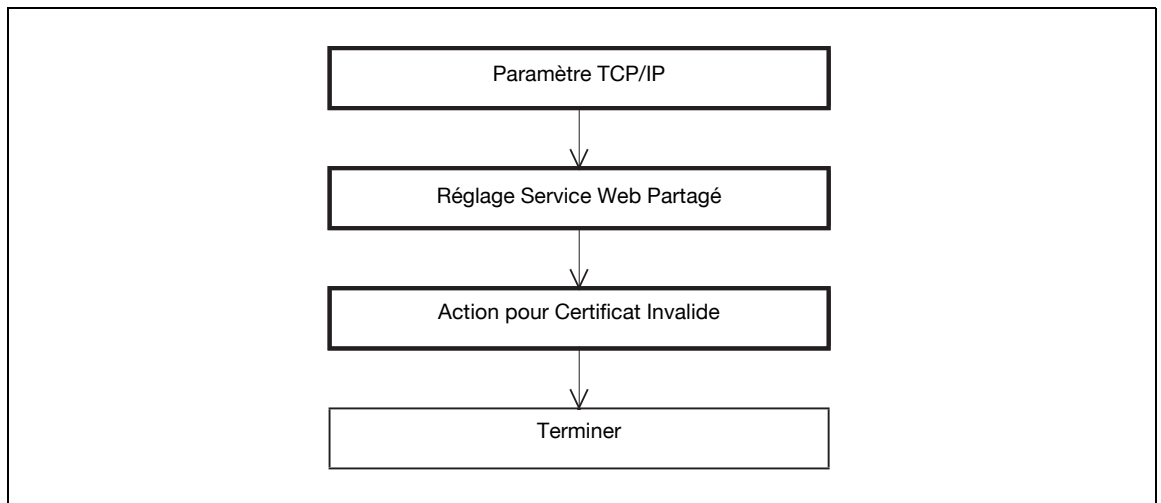 Paramètre TCP/IP
Réglage Service Web Partagé
Action pour Certificat Invalide
Terminer